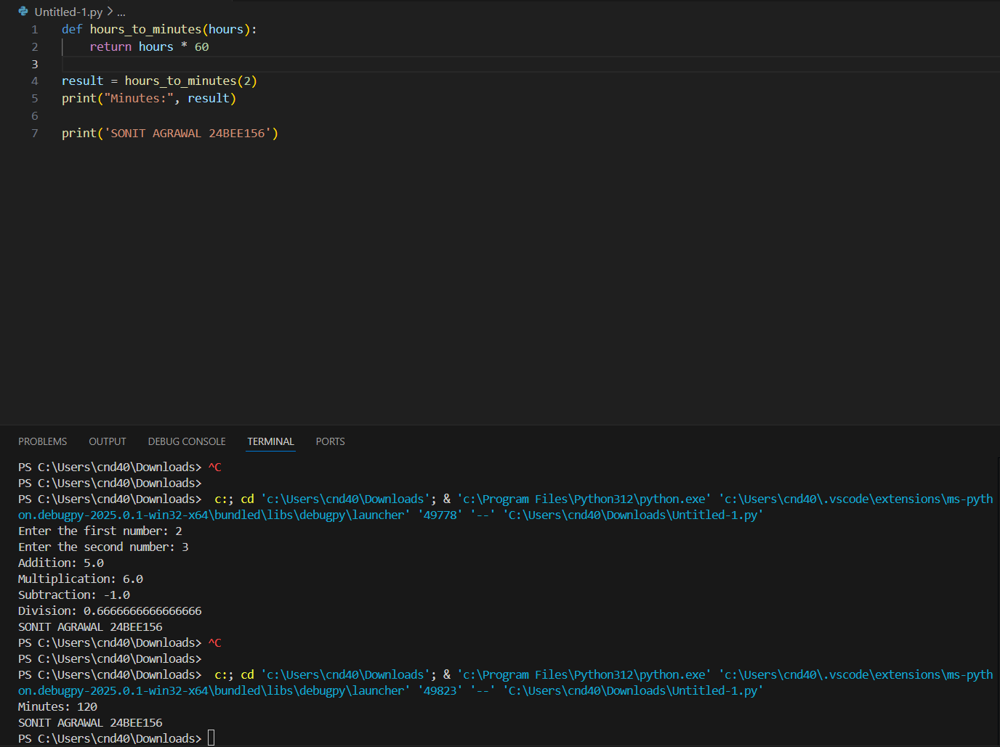 Untitled-1.py > ...
1 def hours_to_minutes(hours):
2     return hours * 60
3
4 result = hours_to_minutes(2)
5 print("Minutes:", result)
6
7 print('SONIT AGRAWAL 24BEE156')
PROBLEMS OUTPUT DEBUG CONSOLE TERMINAL PORTS
PS C:\Users\cnd40\Downloads> ^C
PS C:\Users\cnd40\Downloads>
PS C:\Users\cnd40\Downloads>  c:; cd 'c:\Users\cnd40\Downloads'; & 'c:\Program Files\Python312\python.exe' 'c:\Users\cnd40\.vscode\extensions\ms-pyth
on.debugpy-2025.0.1-win32-x64\bundled\libs\debugpy\launcher' '49778' '--' 'C:\Users\cnd40\Downloads\Untitled-1.py'
Enter the first number: 2
Enter the second number: 3
Addition: 5.0
Multiplication: 6.0
Subtraction: -1.0
Division: 0.6666666666666666
SONIT AGRAWAL 24BEE156
PS C:\Users\cnd40\Downloads> ^C
PS C:\Users\cnd40\Downloads>
PS C:\Users\cnd40\Downloads>  c:; cd 'c:\Users\cnd40\Downloads'; & 'c:\Program Files\Python312\python.exe' 'c:\Users\cnd40\.vscode\extensions\ms-pyth
on.debugpy-2025.0.1-win32-x64\bundled\libs\debugpy\launcher' '49823' '--' 'C:\Users\cnd40\Downloads\Untitled-1.py'
Minutes: 120
SONIT AGRAWAL 24BEE156
PS C:\Users\cnd40\Downloads>